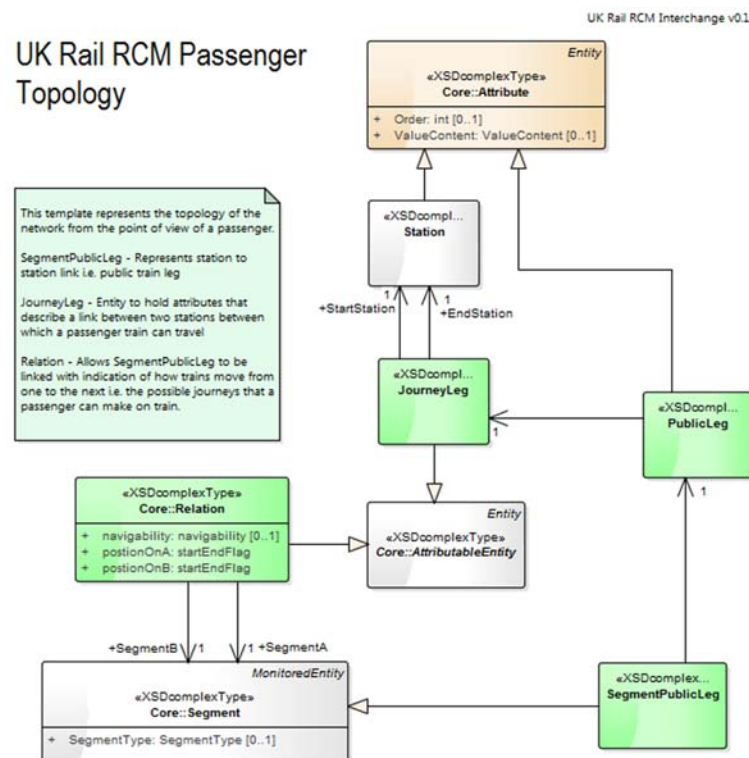 UK Rail RCM Interchange v0.1
UK Rail RCM Passenger
Topology
Entity
«XSDcomplexType»
Core::Attribute
+ Order: int [0..1]
+ ValueContent: ValueContent [0..1]
This template represents the topology of the
network from the point of view of a passenger.
SegmentPublicLeg - Represents station to
station link i.e. public train leg
JourneyLeg - Entity to hold attributes that
describe a link between two stations between
which a passenger train can travel
Relation - Allows SegmentPublicLeg to be
linked with indication of how trains move from
one to the next i.e. the possible journeys that a
passenger can make on train.
«XSDcompl...
Station
1
1
+StartStation
+EndStation
«XSDcompl...
JourneyLeg
1
«XSDcompl...
PublicLeg
1
«XSDcomplexType»
Core::Relation
+ navigability: navigability [0..1]
+ postionOnA: startEndFlag
+ postionOnB: startEndFlag
Entity
«XSDcomplexType»
Core::AttributableEntity
+SegmentB
1
1
+SegmentA
MonitoredEntity
«XSDcomplexType»
Core::Segment
+ SegmentType: SegmentType [0..1]
«XSDcomplex...
SegmentPublicLeg